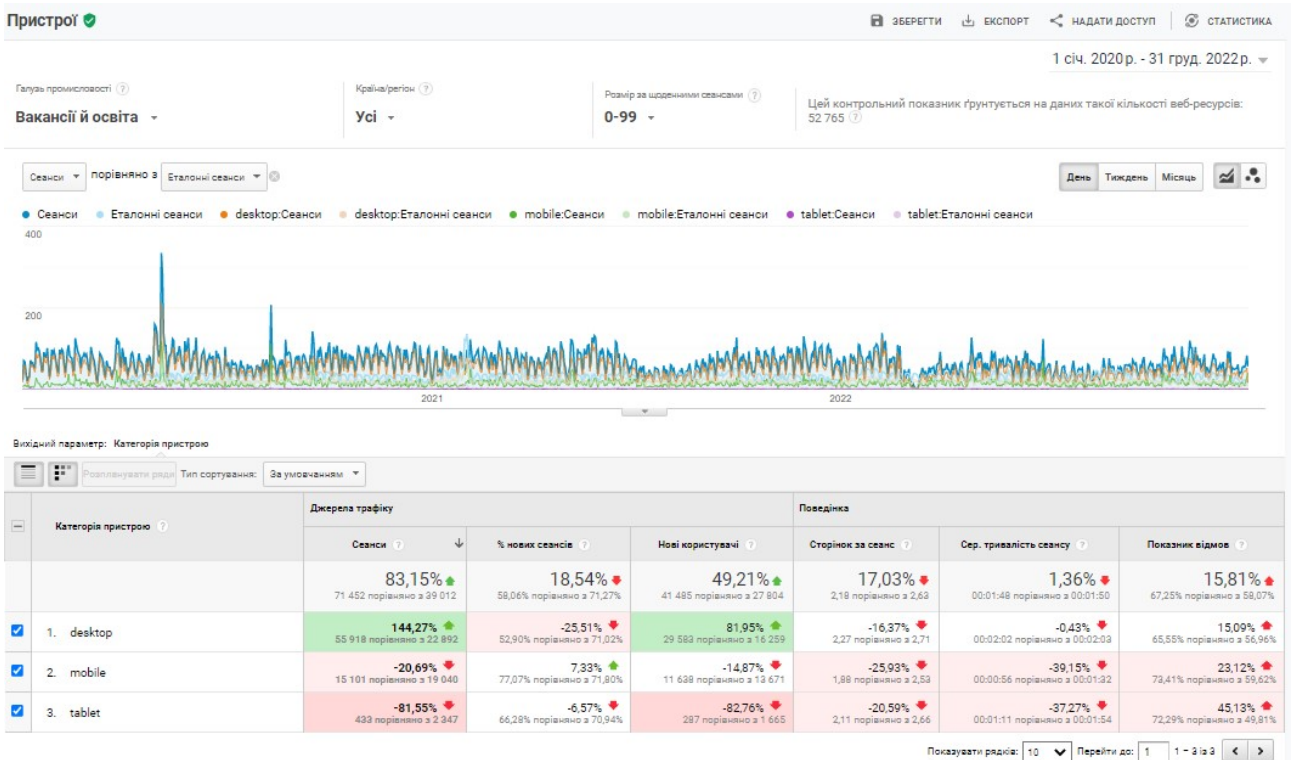 Пристрої
ЗБЕРЕГТИ ЕКСПОРТ НАДАТИ ДОСТУП СТАТИСТИКА
1 січ. 2020 р. - 31 груд. 2022 р.
Галузь промисловості ? Країна/регіон ? Розмір за щоденними сеансами ?
Вакансії й освіта Усі 0-99
Цей контрольний показник ґрунтується на даних такої кількості веб-ресурсів:
52 765 ?
Сеанси порівняно з Еталонні сеанси День Тиждень Місяць
Сеанси Еталонні сеанси desktop:Сеанси desktop:Еталонні сеанси mobile:Сеанси mobile:Еталонні сеанси tablet:Сеанси tablet:Еталонні сеанси
400
200
2021 2022
Вихідний параметр: Категорія пристрою
Розпланувати ряди Тип сортування: За умовчанням
Категорія пристрою ? Джерела трафіку Поведінка
Сеанси ? % нових сеансів ? Нові користувачі ? Сторінок за сеанс ? Сер. тривалість сеансу ? Показник відмов ?
83,15% 18,54% 49,21% 17,03% 1,36% 15,81%
71 452 порівняно з 39 012 58,06% порівняно з 71,27% 41 485 порівняно з 27 804 2,18 порівняно з 2,63 00:01:48 порівняно з 00:01:50 67,25% порівняно з 58,07%
1. desktop 144,27% -25,51% 81,95% -16,37% -0,43% 15,09%
55 918 порівняно з 22 892 52,90% порівняно з 71,02% 29 583 порівняно з 16 259 2,27 порівняно з 2,71 00:02:02 порівняно з 00:02:03 65,55% порівняно з 56,96%
2. mobile -20,69% 7,33% -14,87% -25,93% -39,15% 23,12%
15 101 порівняно з 19 040 77,07% порівняно з 71,80% 11 638 порівняно з 13 671 1,88 порівняно з 2,53 00:00:56 порівняно з 00:01:32 73,41% порівняно з 59,62%
3. tablet -81,55% -6,57% -82,76% -20,59% -37,27% 45,13%
433 порівняно з 2 347 66,28% порівняно з 70,94% 287 порівняно з 1 665 2,11 порівняно з 2,66 00:01:11 порівняно з 00:01:54 72,29% порівняно з 49,81%
Показувати рядків: 10 Перейти до: 1 1 – 3 із 3